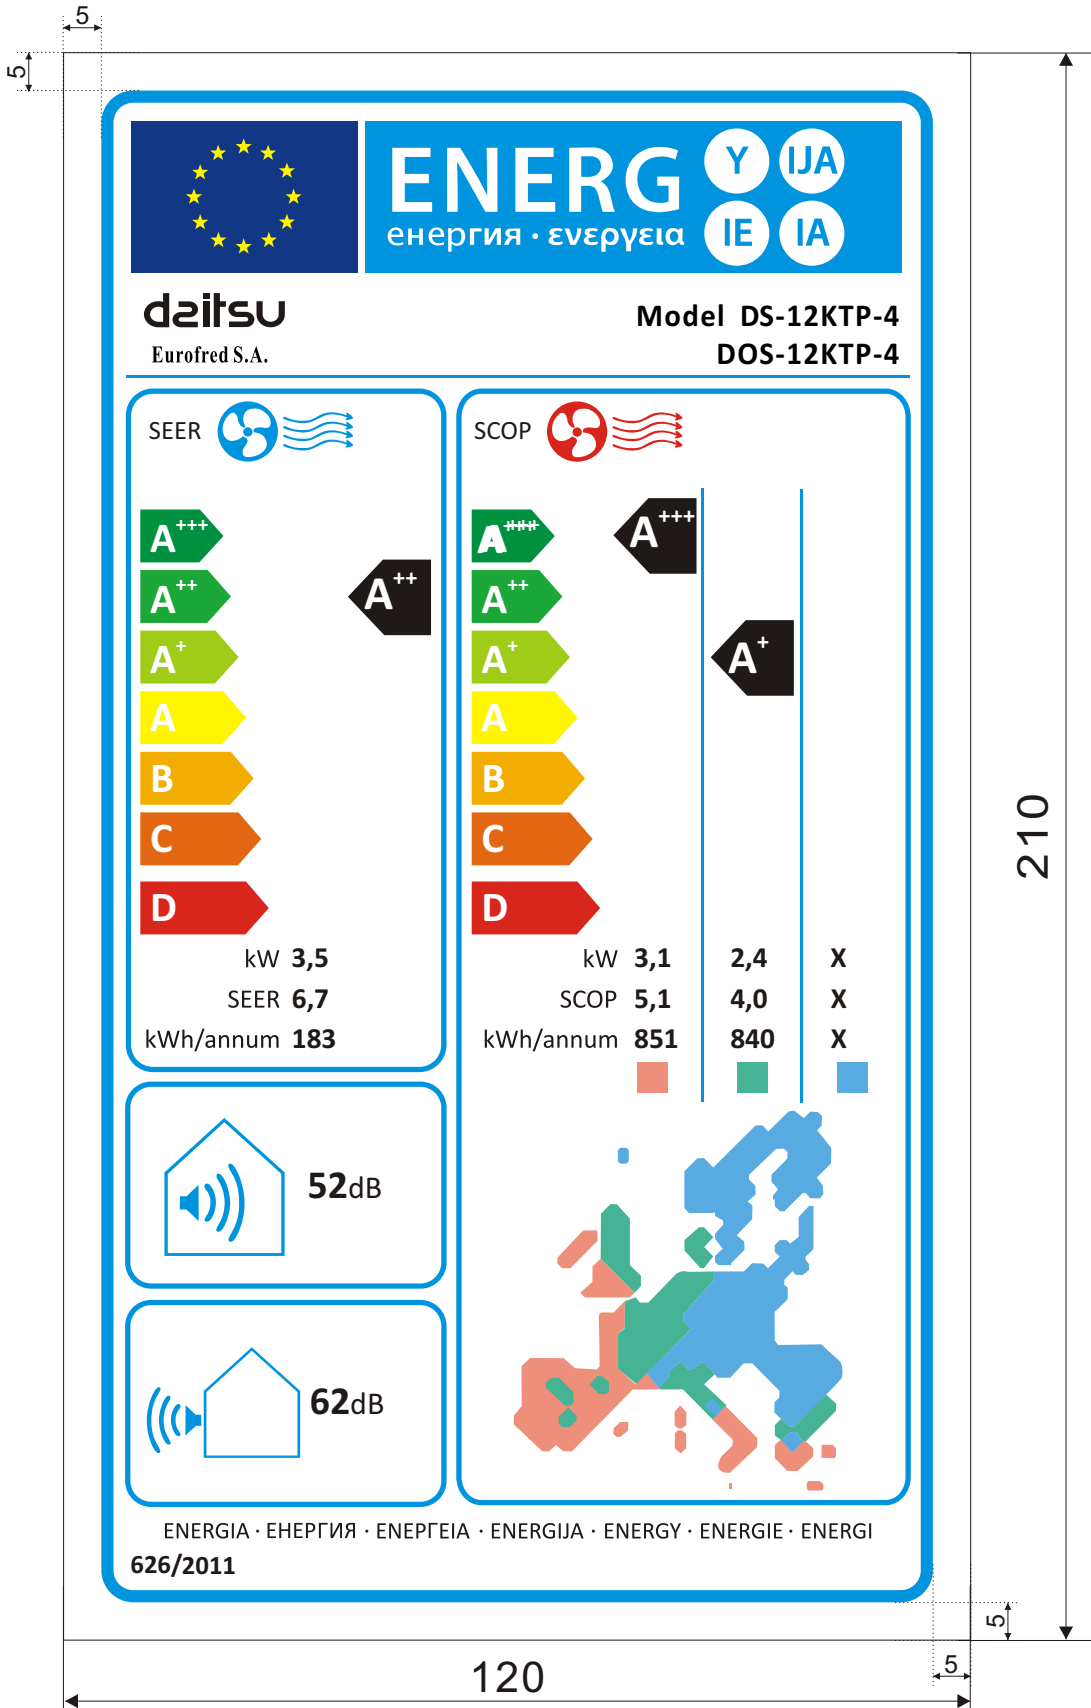 5
5
ENERG Y IJA
енергия · ενεργεια IE IA
daitsu
Eurofred S.A.
Model DS-12KTP-4
DOS-12KTP-4
SEER
A+++
A++
A+
A
B
C
D
A++
kW 3,5
SEER 6,7
kWh/annum 183
SCOP
A++
A+
A
B
C
D
A+++
A+
kW 3,1 2,4 X
SCOP 5,1 4,0 X
kWh/annum 851 840 X
52dB
62dB
ENERGIA · ЕНЕРГИЯ · ΕΝΕΡΓΕΙΑ · ENERGIJA · ENERGY · ENERGIE · ENERGI
626/2011
210
5
5
120